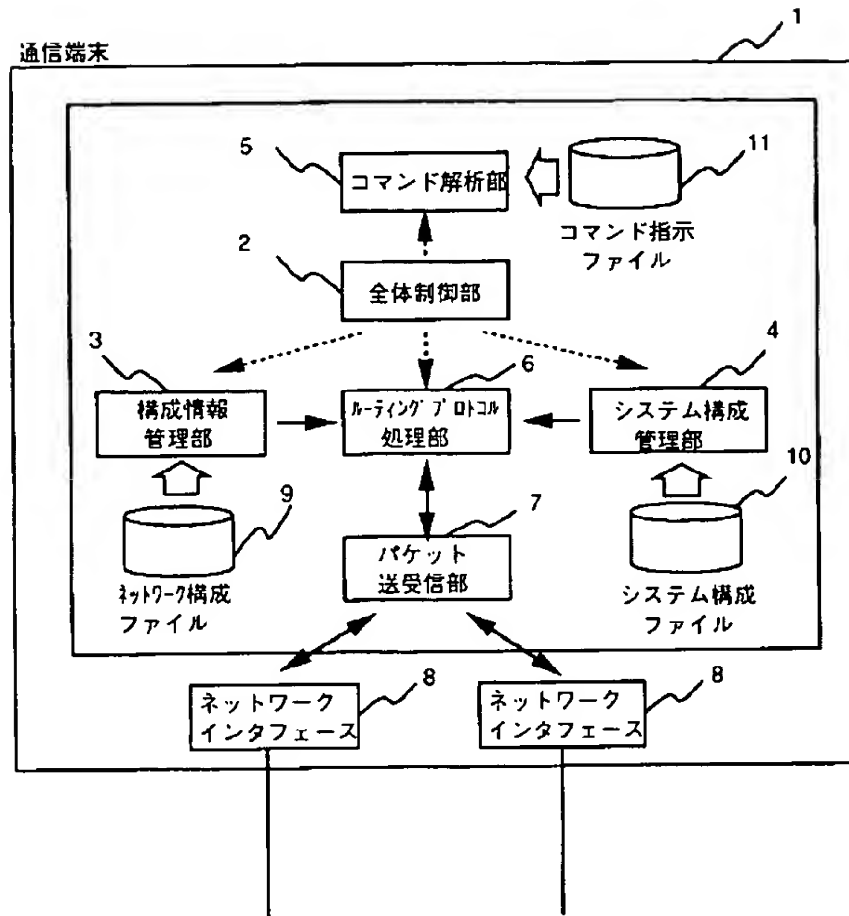 1
通信端末
5
コマンド解析部
11
コマンド指示
ファイル
2
全体制御部
3
構成情報
管理部
6
ルーティングプロトコル
処理部
4
システム構成
管理部
9
ネットワーク構成
ファイル
7
パケット
送受信部
10
システム構成
ファイル
ネットワーク
インタフェース
8
ネットワーク
インタフェース
8